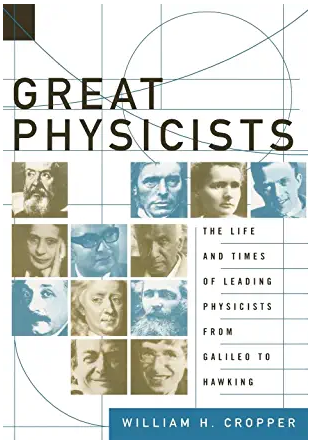 GREAT
PHYSICISTS
THE LIFE
AND TIMES
OF LEADING
PHYSICISTS
FROM
GALILEO TO
HAWKING
WILLIAM H. CROPPER